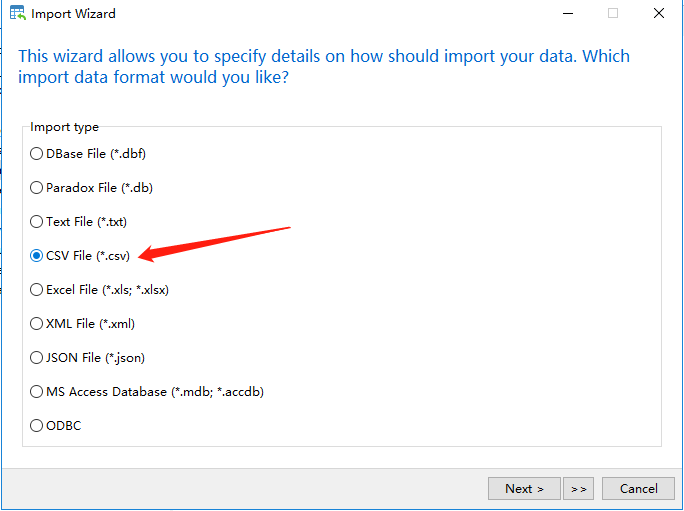 Import Wizard
This wizard allows you to specify details on how should import your data. Which
import data format would you like?
Import type
DBase File (*.dbf)
Paradox File (*.db)
Text File (*.txt)
CSV File (*.csv)
Excel File (*.xls; *.xlsx)
XML File (*.xml)
JSON File (*.json)
MS Access Database (*.mdb; *.accdb)
ODBC
Next > >> Cancel